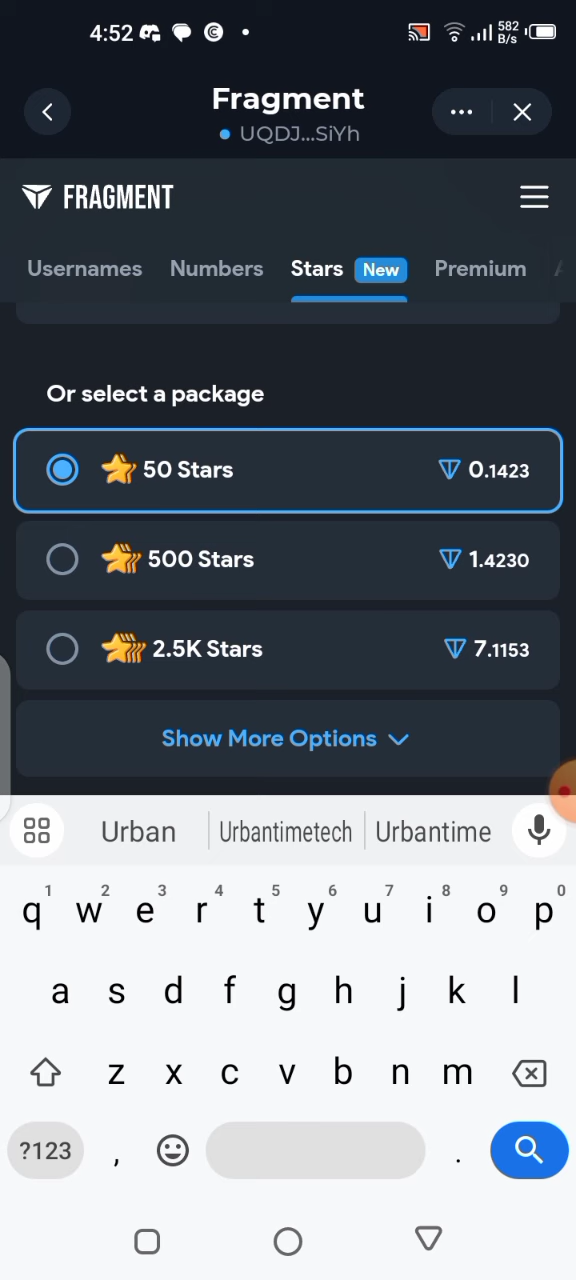 4:52
582 B/s
Fragment
UQDJ...SiYh
FRAGMENT
Usernames Numbers Stars New Premium
Or select a package
50 Stars 0.1423
500 Stars 1.4230
2.5K Stars 7.1153
Show More Options
Urban Urbantimetech Urbantime
1 2 3 4 5 6 7 8 9 0
q w e r t y u i o p
a s d f g h j k l
z x c v b n m
?123 , .